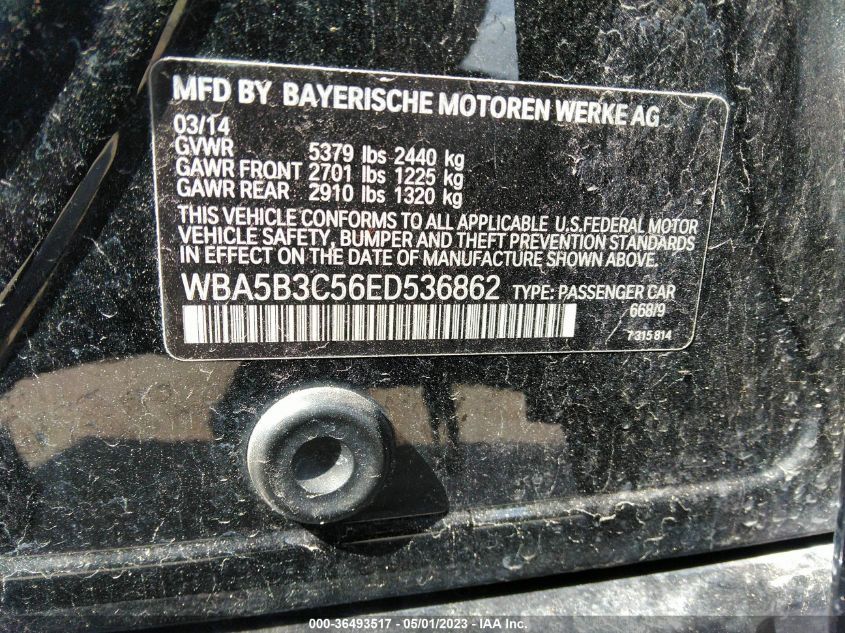 MFD BY BAYERISCHE MOTOREN WERKE AG
03/14
GVWR 5379 lbs 2440 kg
GAWR FRONT 2701 lbs 1225 kg
GAWR REAR 2910 lbs 1320 kg
THIS VEHICLE CONFORMS TO ALL APPLICABLE U.S.FEDERAL MOTOR
VEHICLE SAFETY, BUMPER AND THEFT PREVENTION STANDARDS
IN EFFECT ON THE DATE OF MANUFACTURE SHOWN ABOVE.
WBA5B3C56ED536862 TYPE: PASSENGER CAR
668/9
7 315 814
000-36493517 - 05/01/2023 - IAA Inc.